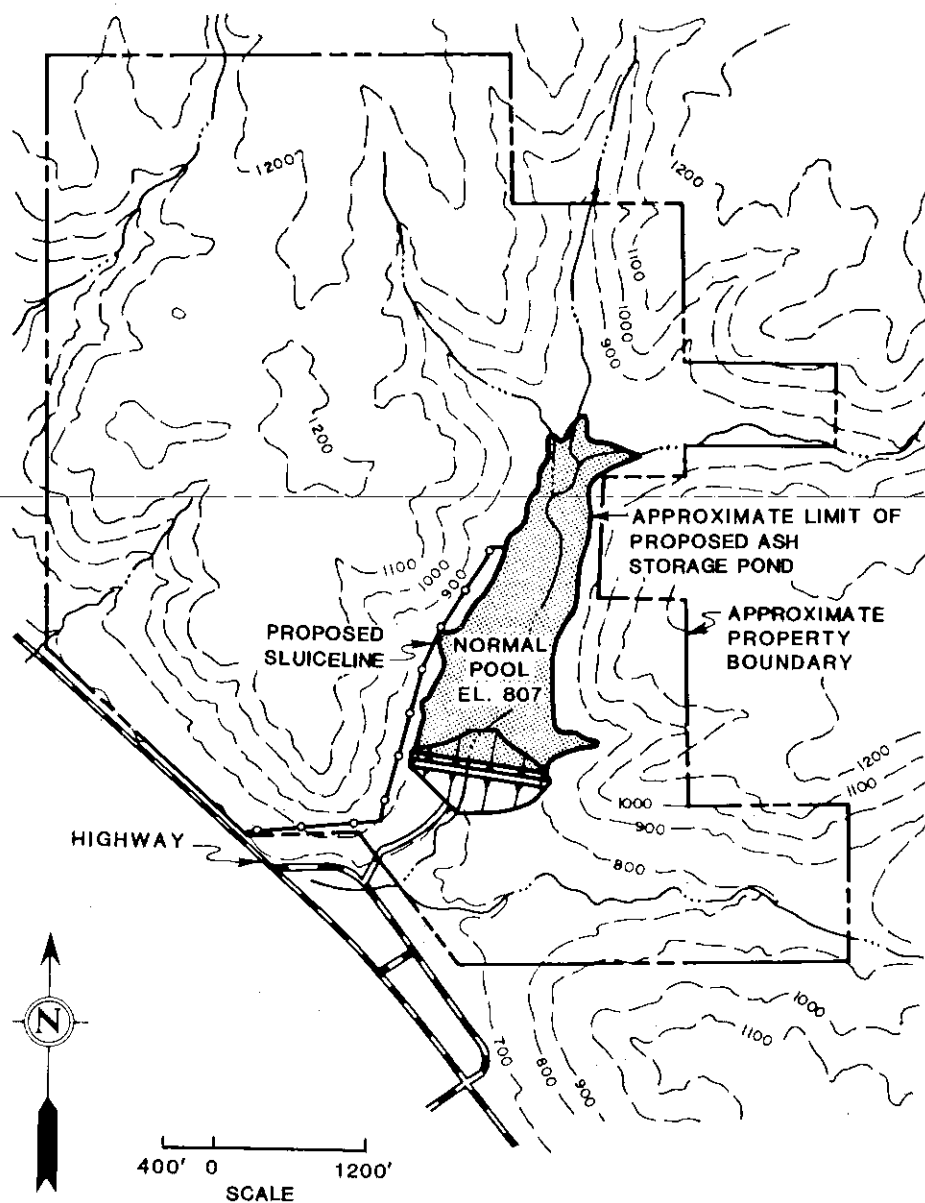 1200
1200
1100
1000
900
1200
APPROXIMATE LIMIT OF
PROPOSED ASH
STORAGE POND
1100
1000
900
PROPOSED
SLUICELINE
NORMAL
POOL
EL. 807
APPROXIMATE
PROPERTY
BOUNDARY
1200
1100
1000
900
800
HIGHWAY
1000
1100
700
800
900
N
400' 0 1200'
SCALE